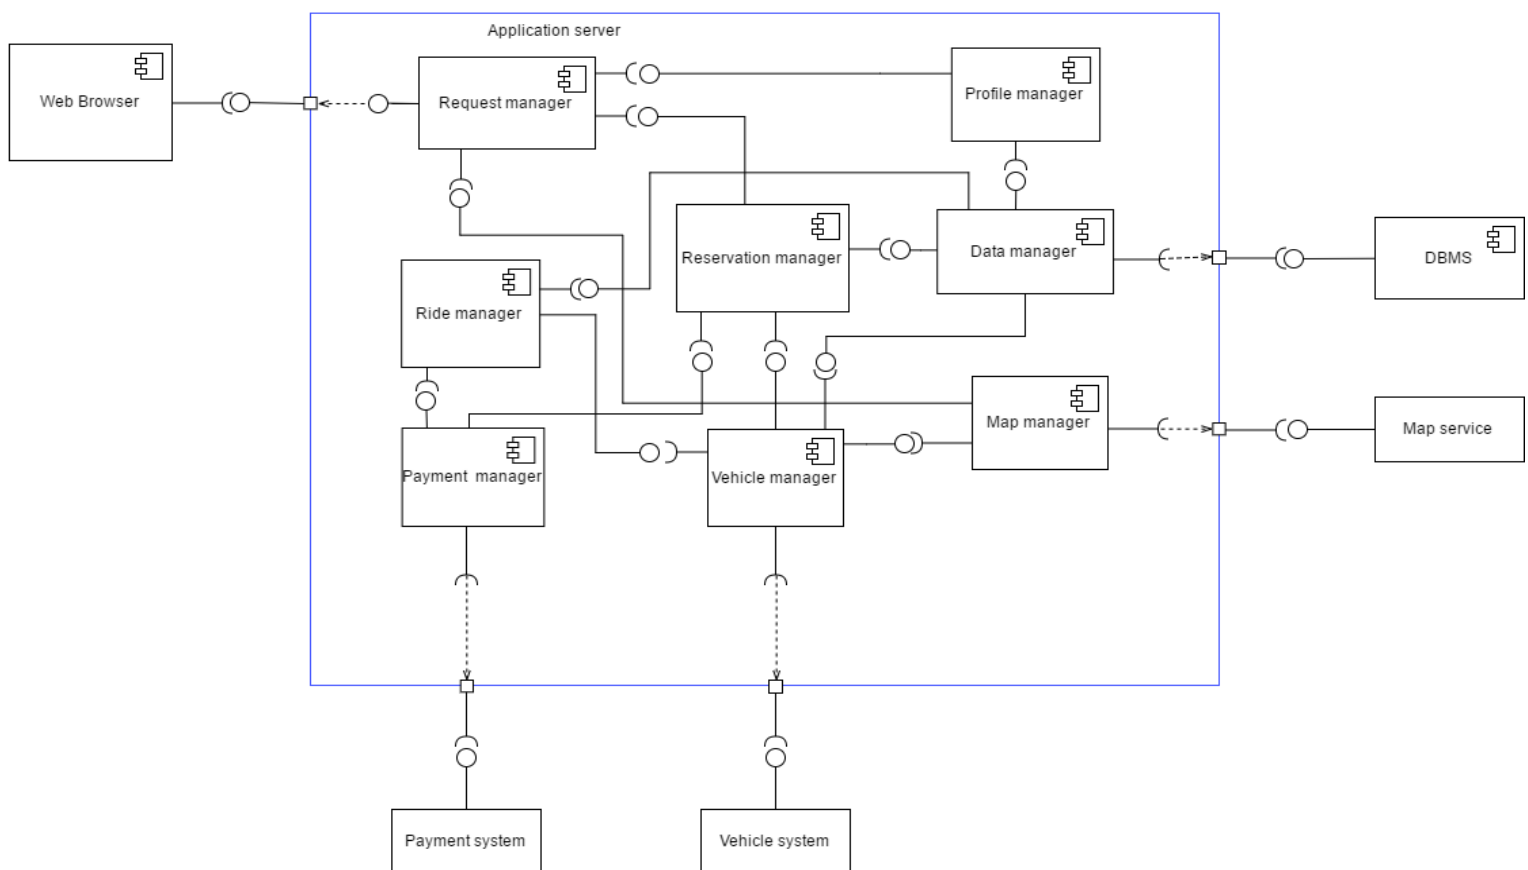 Application server
Web Browser
Request manager
Profile manager
Reservation manager
Data manager
DBMS
Ride manager
Map manager
Map service
Payment  manager
Vehicle manager
Payment system
Vehicle system